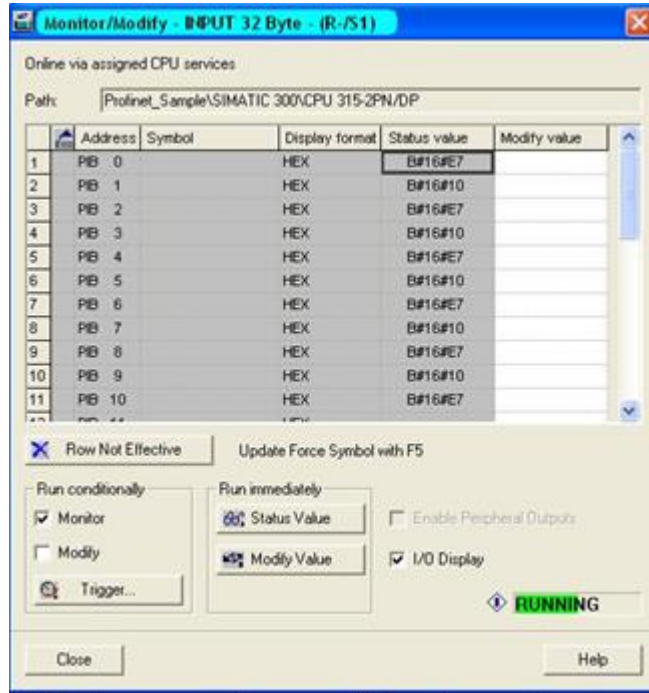 Monitor/Modify - INPUT 32 Byte - (R-/S1)
Online via assigned CPU services
Path: Profinet_Sample\SIMATIC 300\CPU 315-2PN/DP
Address Symbol Display format Status value Modify value
1 PIB 0 HEX B#16#E7
2 PIB 1 HEX B#16#10
3 PIB 2 HEX B#16#E7
4 PIB 3 HEX B#16#10
5 PIB 4 HEX B#16#E7
6 PIB 5 HEX B#16#10
7 PIB 6 HEX B#16#E7
8 PIB 7 HEX B#16#10
9 PIB 8 HEX B#16#E7
10 PIB 9 HEX B#16#10
11 PIB 10 HEX B#16#E7
Row Not Effective Update Force Symbol with F5
Run conditionally Run immediately
Monitor Status Value Enable Peripheral Outputs
Modify Modify Value I/O Display
Trigger...
RUNNING
Close Help